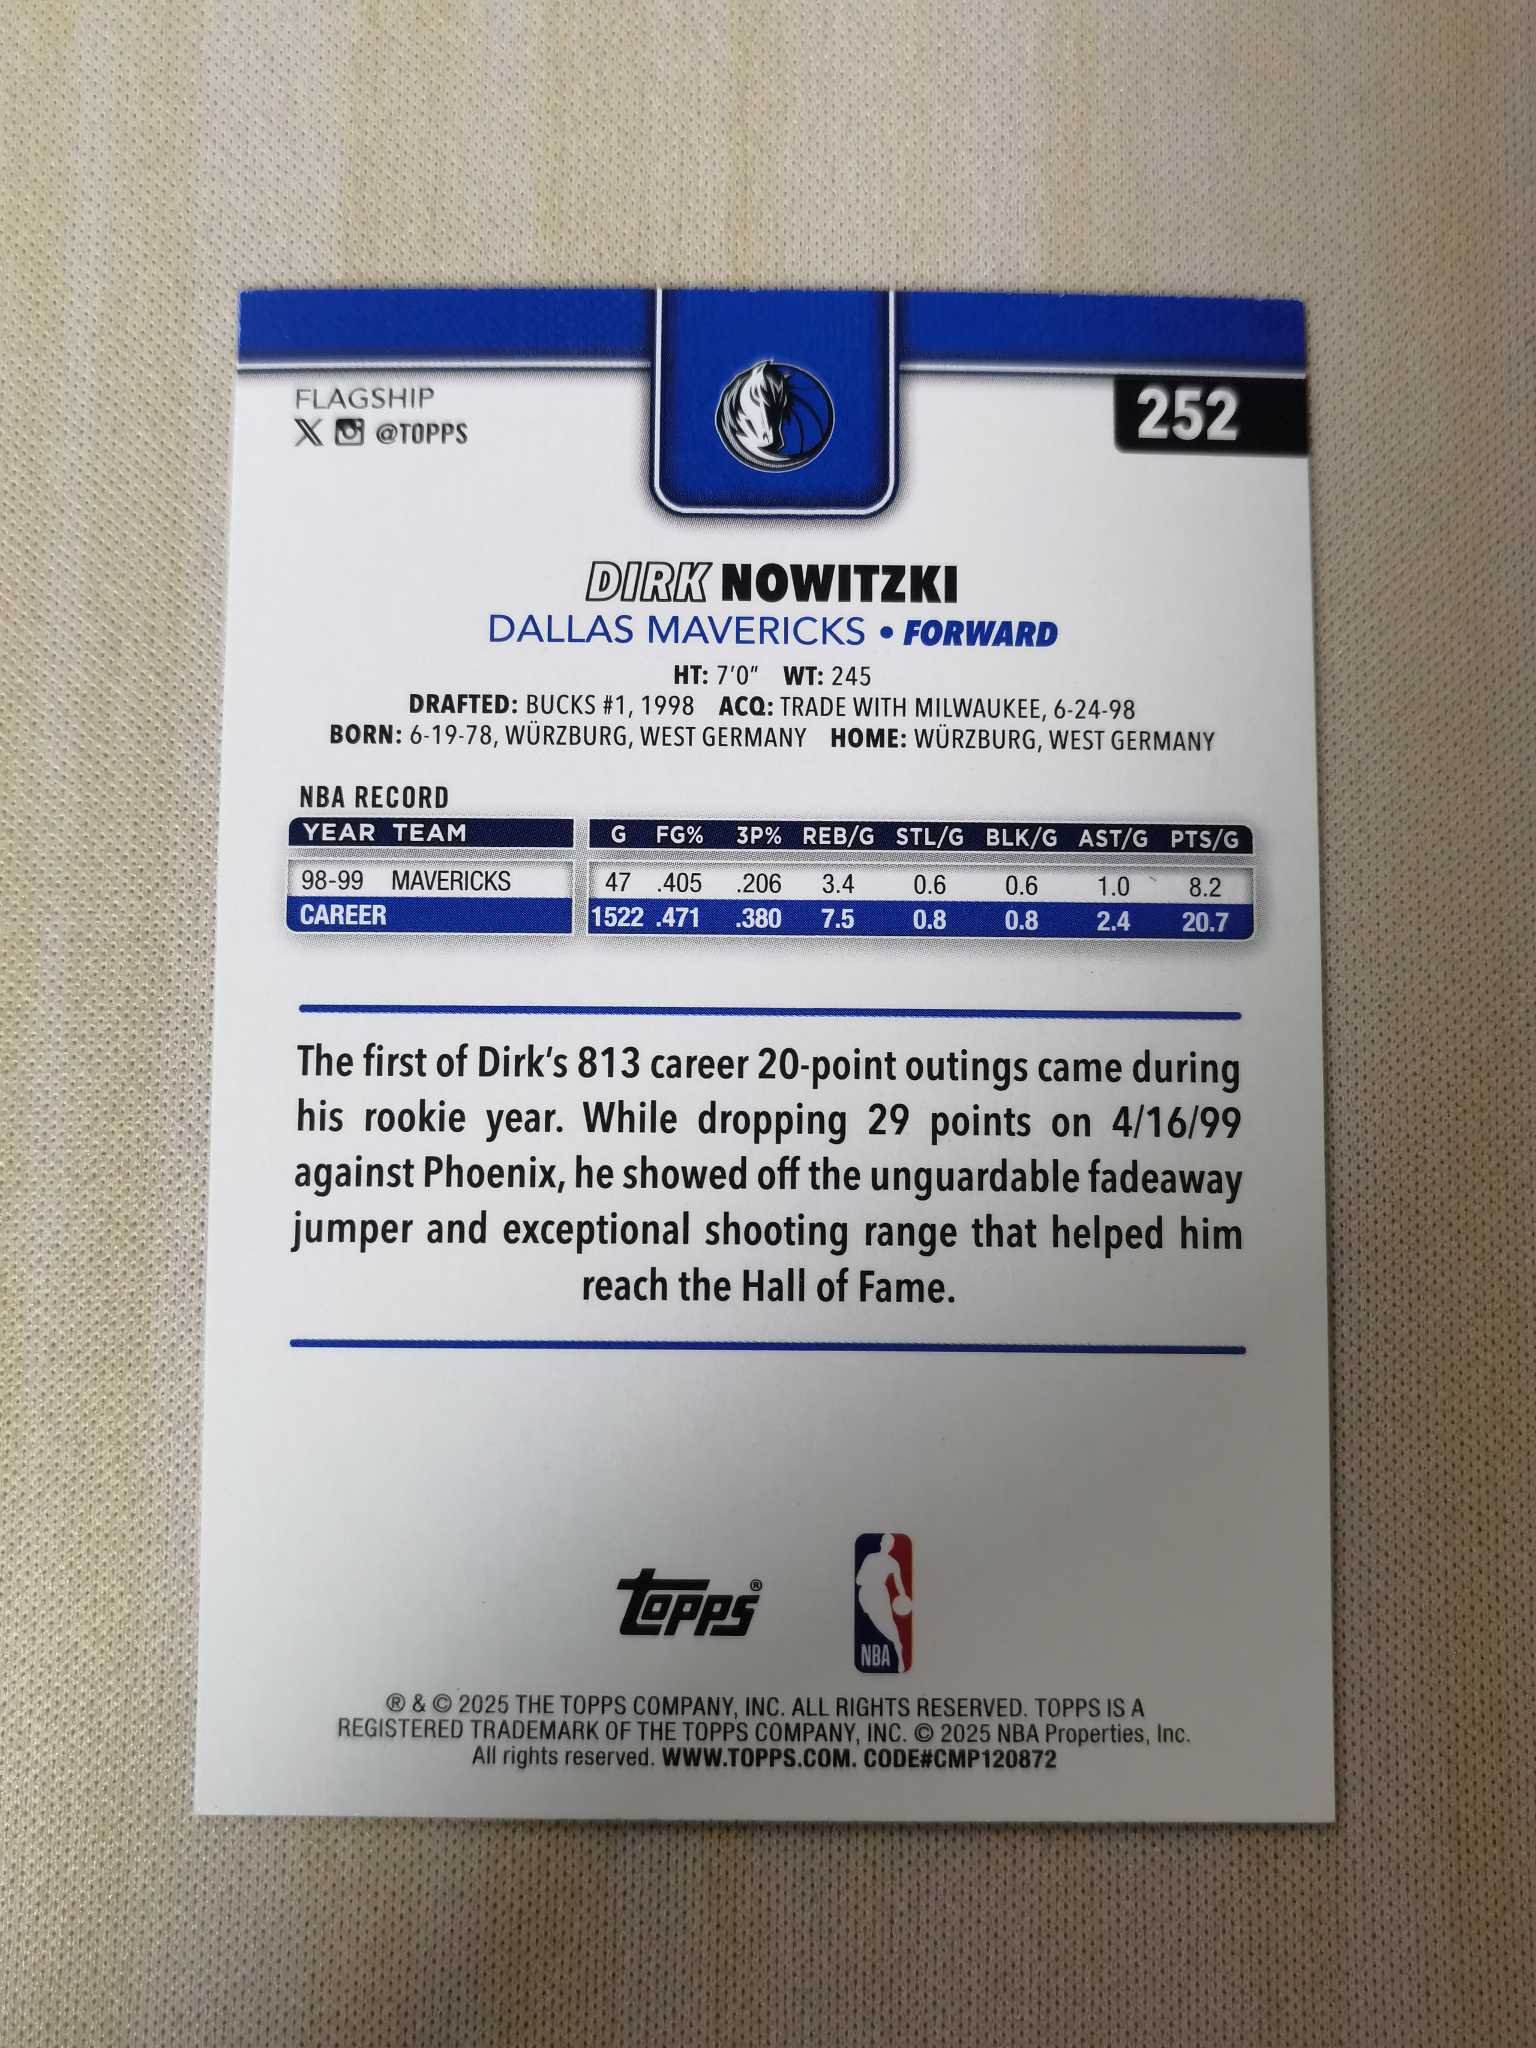 FLAGSHIP
@TOPPS
252
DIRK NOWITZKI
DALLAS MAVERICKS • FORWARD
HT: 7'0" WT: 245
DRAFTED: BUCKS #1, 1998 ACQ: TRADE WITH MILWAUKEE, 6-24-98
BORN: 6-19-78, WÜRZBURG, WEST GERMANY HOME: WÜRZBURG, WEST GERMANY
NBA RECORD
YEAR TEAM G FG% 3P% REB/G STL/G BLK/G AST/G PTS/G
98-99 MAVERICKS 47 .405 .206 3.4 0.6 0.6 1.0 8.2
CAREER 1522 .471 .380 7.5 0.8 0.8 2.4 20.7
The first of Dirk's 813 career 20-point outings came during
his rookie year. While dropping 29 points on 4/16/99
against Phoenix, he showed off the unguardable fadeaway
jumper and exceptional shooting range that helped him
reach the Hall of Fame.
TOPPS®
NBA
® & © 2025 THE TOPPS COMPANY, INC. ALL RIGHTS RESERVED. TOPPS IS A
REGISTERED TRADEMARK OF THE TOPPS COMPANY, INC. © 2025 NBA Properties, Inc.
All rights reserved. WWW.TOPPS.COM. CODE#CMP120872